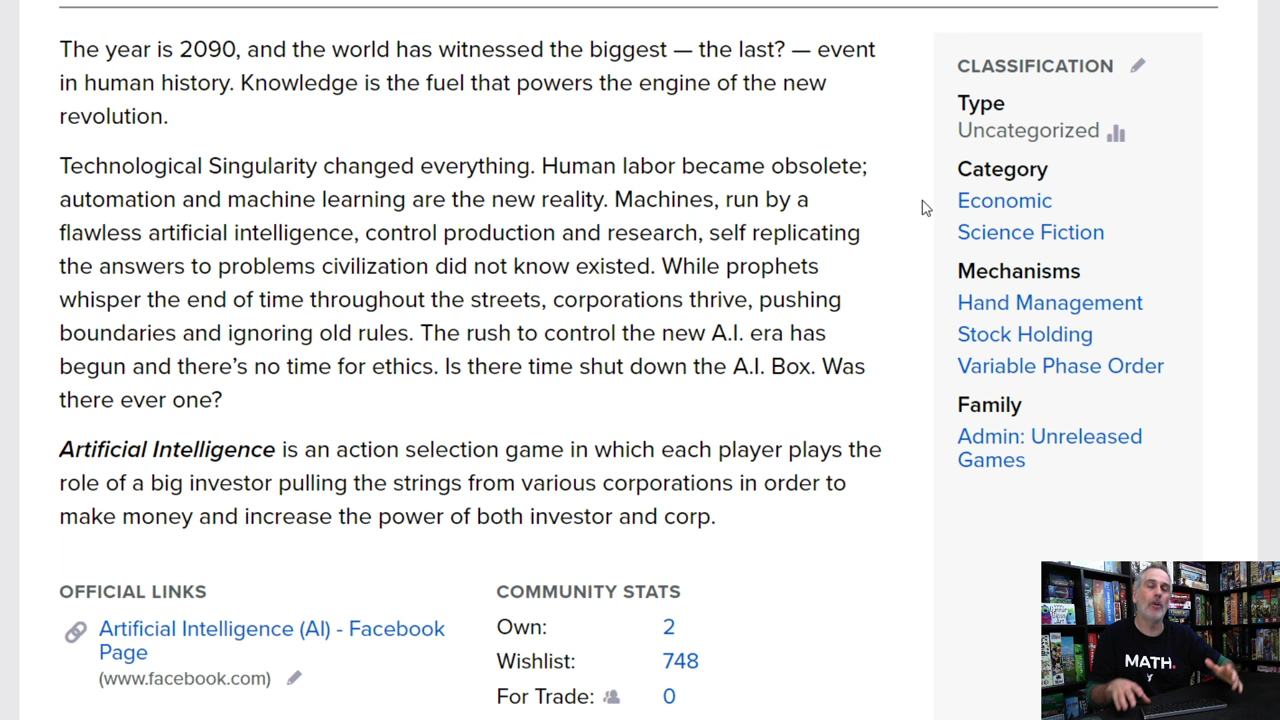 The year is 2090, and the world has witnessed the biggest — the last? — event
in human history. Knowledge is the fuel that powers the engine of the new
revolution.
Technological Singularity changed everything. Human labor became obsolete;
automation and machine learning are the new reality. Machines, run by a
flawless artificial intelligence, control production and research, self replicating
the answers to problems civilization did not know existed. While prophets
whisper the end of time throughout the streets, corporations thrive, pushing
boundaries and ignoring old rules. The rush to control the new A.I. era has
begun and there’s no time for ethics. Is there time shut down the A.I. Box. Was
there ever one?
Artificial Intelligence is an action selection game in which each player plays the
role of a big investor pulling the strings from various corporations in order to
make money and increase the power of both investor and corp.
OFFICIAL LINKS
Artificial Intelligence (AI) - Facebook
Page
(www.facebook.com)
COMMUNITY STATS
Own: 2
Wishlist: 748
For Trade: 0
CLASSIFICATION
Type
Uncategorized
Category
Economic
Science Fiction
Mechanisms
Hand Management
Stock Holding
Variable Phase Order
Family
Admin: Unreleased
Games
MATH.